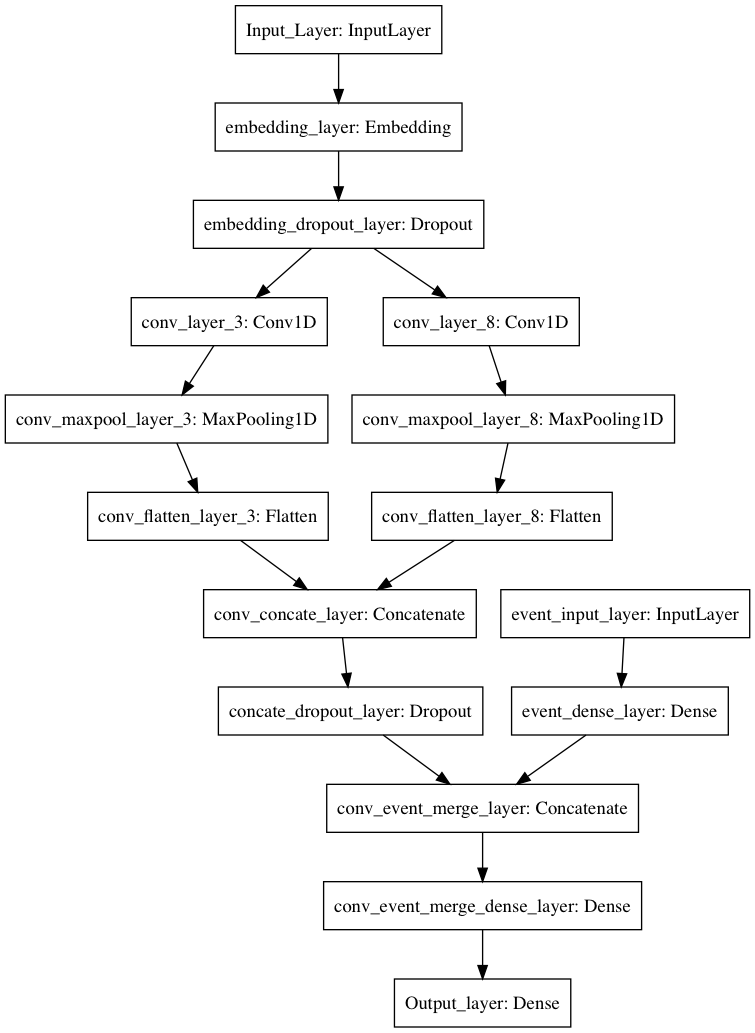 Input_Layer: InputLayer
embedding_layer: Embedding
embedding_dropout_layer: Dropout
conv_layer_3: Conv1D
conv_layer_8: Conv1D
conv_maxpool_layer_3: MaxPooling1D
conv_maxpool_layer_8: MaxPooling1D
conv_flatten_layer_3: Flatten
conv_flatten_layer_8: Flatten
conv_concate_layer: Concatenate
event_input_layer: InputLayer
concate_dropout_layer: Dropout
event_dense_layer: Dense
conv_event_merge_layer: Concatenate
conv_event_merge_dense_layer: Dense
Output_layer: Dense